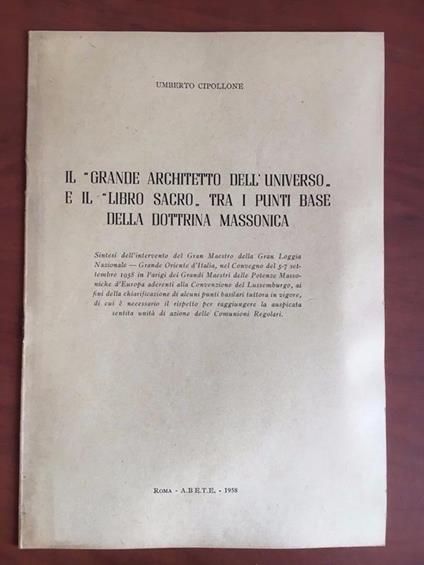 UMBERTO CIPOLLONE
IL "GRANDE ARCHITETTO DELL'UNIVERSO„
E IL "LIBRO SACRO„ TRA I PUNTI BASE
DELLA DOTTRINA MASSONICA
Sintesi dell'intervento del Gran Maestro della Gran Loggia
Nazionale — Grande Oriente d'Italia, nel Convegno del 5-7 set-
tembre 1958 in Parigi dei Grandi Maestri delle Potenze Masso-
niche d'Europa aderenti alla Convenzione del Lussemburgo, ai
fini della chiarificazione di alcuni punti basilari tuttora in vigore,
di cui è necessario il rispetto per raggiungere la auspicata
sentita unità di azione delle Comunioni Regolari.
ROMA - A.B E.T.E. - 1958